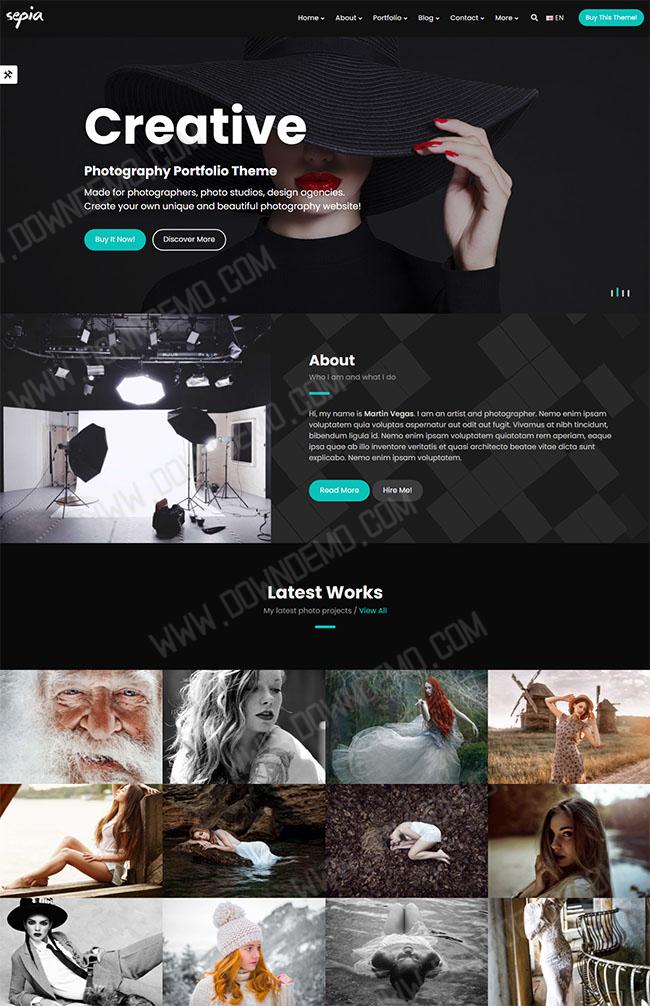 sepia
Home About Portfolio Blog Contact More EN Buy This Theme!
Creative
Photography Portfolio Theme
Made for photographers, photo studios, design agencies.
Create your own unique and beautiful photography website!
Buy It Now! Discover More
About
Who I am and what I do
Hi, my name is Martin Vegas. I am an artist and photographer. Nemo enim ipsam
voluptatem quia voluptas aspernatur aut odit aut fugit. Vivamus at nibh tincidunt,
bibendum ligula id. Nemo enim ipsam voluptatem quiatotam rem aperiam, eaque
ipsa quae ab illo inventore veritatis et quasi architecto beatae vitae dicta sunt
explicabo. Nemo enim ipsam voluptatem.
Read More Hire Me!
Latest Works
My latest photo projects / View All
WWW.DOWNDEMO.COM
WWW.DOWNDEMO.COM
WWW.DOWNDEMO.COM
WWW.DOWNDEMO.COM